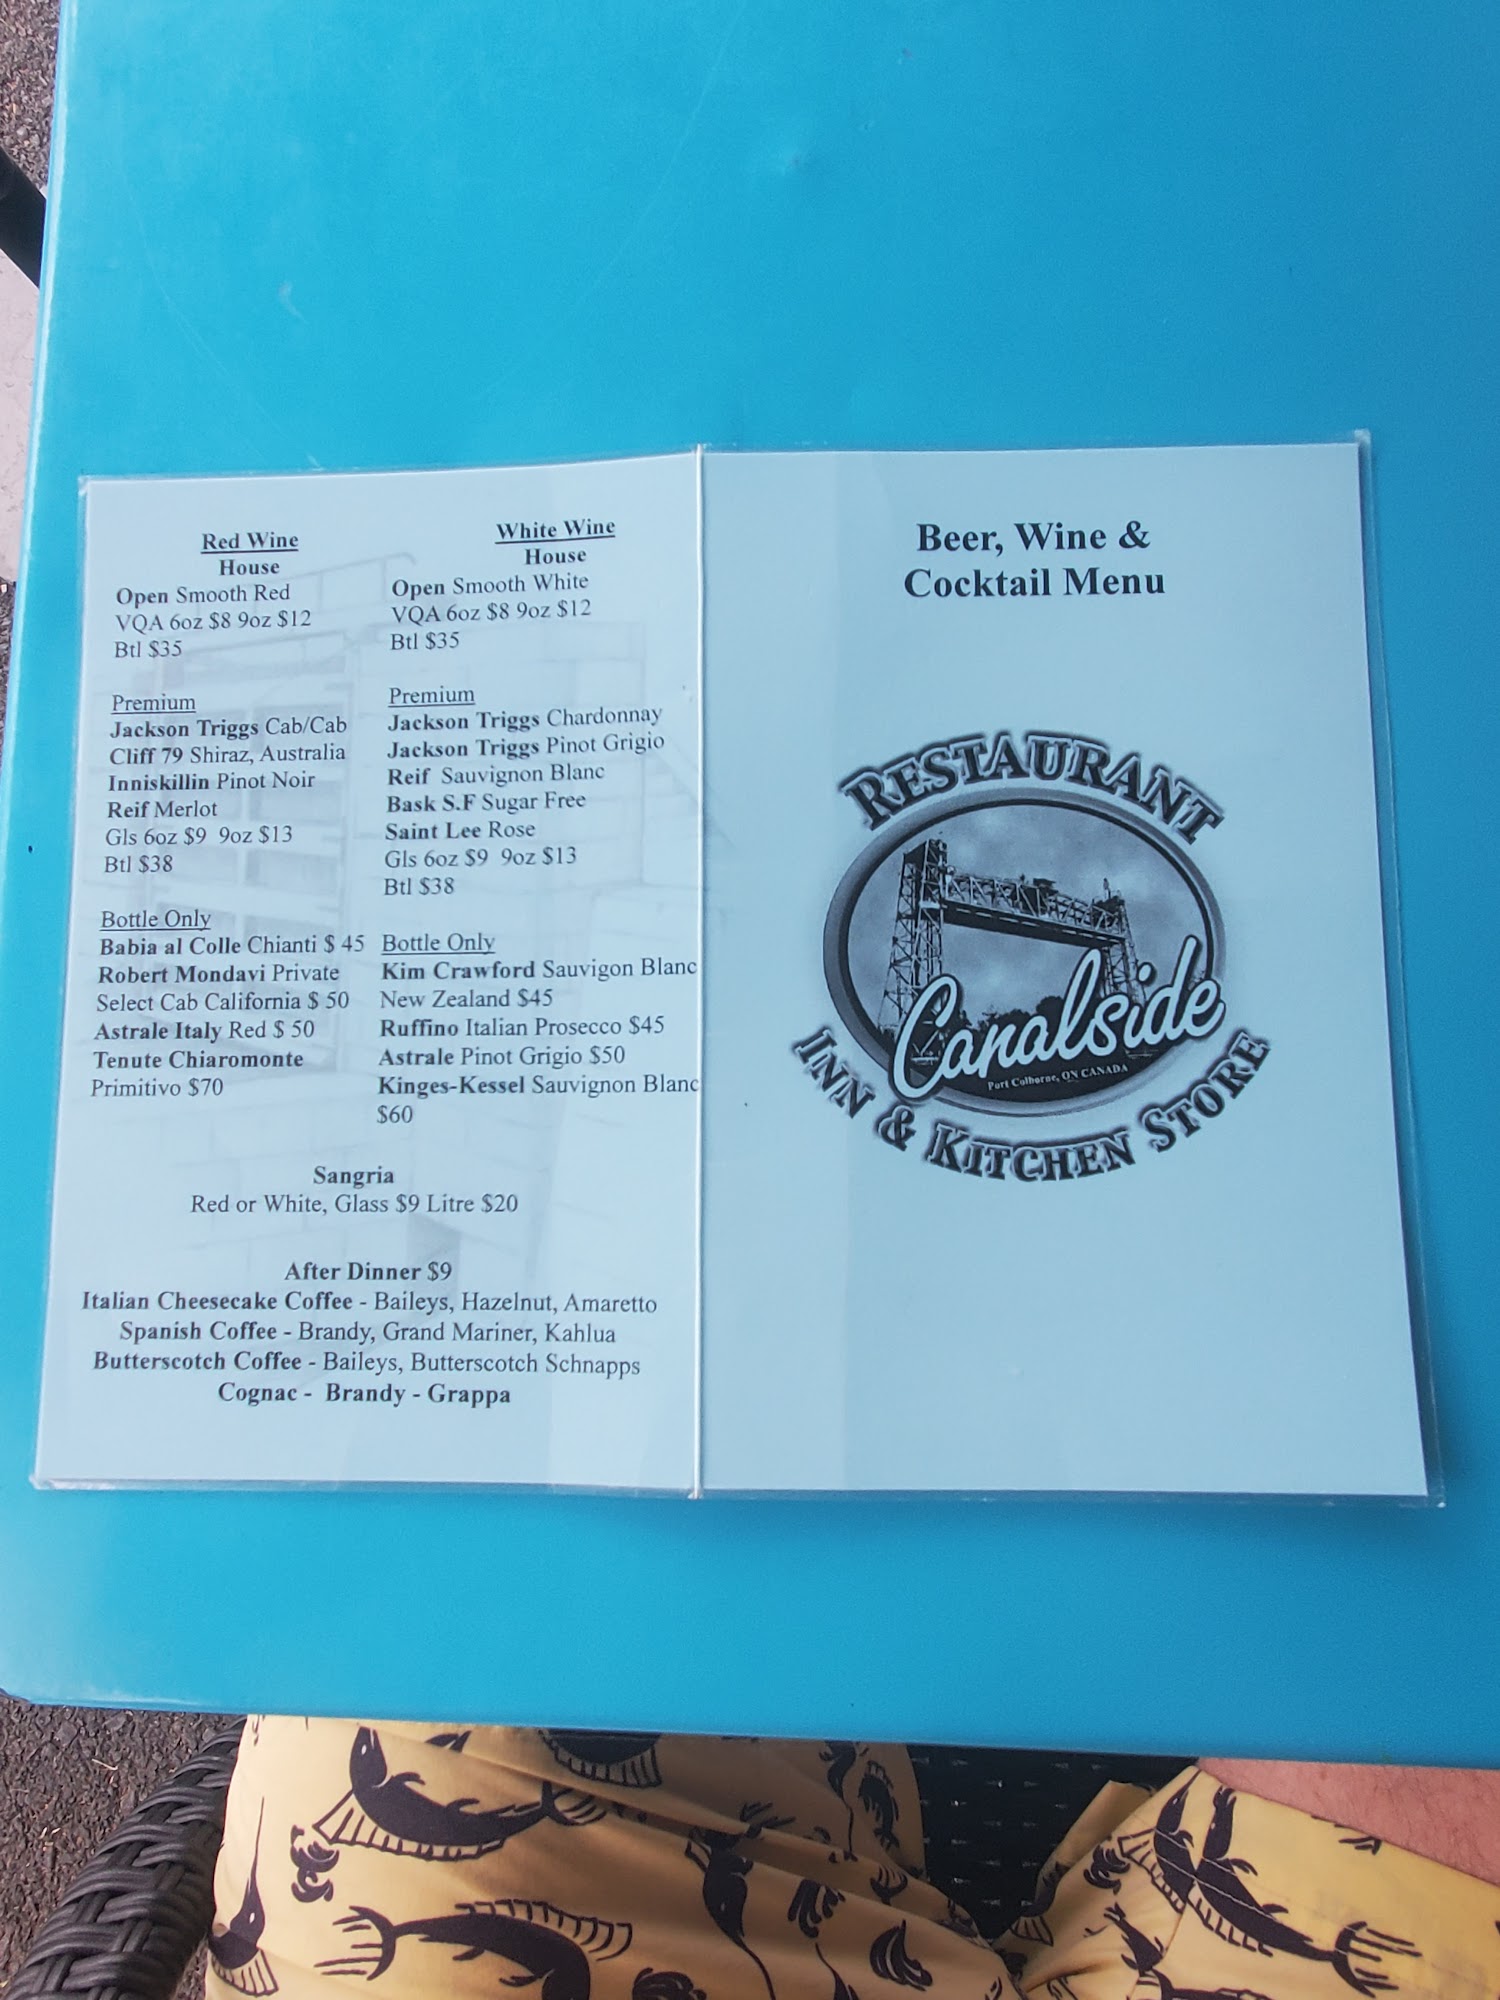 Red Wine
House
Open Smooth Red
VQA 6oz $8 9oz $12
Btl $35
Premium
Jackson Triggs Cab/Cab
Cliff 79 Shiraz, Australia
Inniskillin Pinot Noir
Reif Merlot
Gls 6oz $9 9oz $13
Btl $38
Bottle Only
Babia al Colle Chianti $ 45
Robert Mondavi Private
Select Cab California $ 50
Astrale Italy Red $ 50
Tenute Chiaromonte
Primitivo $70
White Wine
House
Open Smooth White
VQA 6oz $8 9oz $12
Btl $35
Premium
Jackson Triggs Chardonnay
Jackson Triggs Pinot Grigio
Reif Sauvignon Blanc
Bask S.F Sugar Free
Saint Lee Rose
Gls 6oz $9 9oz $13
Btl $38
Bottle Only
Kim Crawford Sauvigon Blanc
New Zealand $45
Ruffino Italian Prosecco $45
Astrale Pinot Grigio $50
Kinges-Kessel Sauvignon Blanc
$60
Sangria
Red or White, Glass $9 Litre $20
After Dinner $9
Italian Cheesecake Coffee - Baileys, Hazelnut, Amaretto
Spanish Coffee - Brandy, Grand Mariner, Kahlua
Butterscotch Coffee - Baileys, Butterscotch Schnapps
Cognac - Brandy - Grappa
Beer, Wine &
Cocktail Menu
RESTAURANT
Canalside
Port Colborne, ON CANADA
INN & KITCHEN STORE